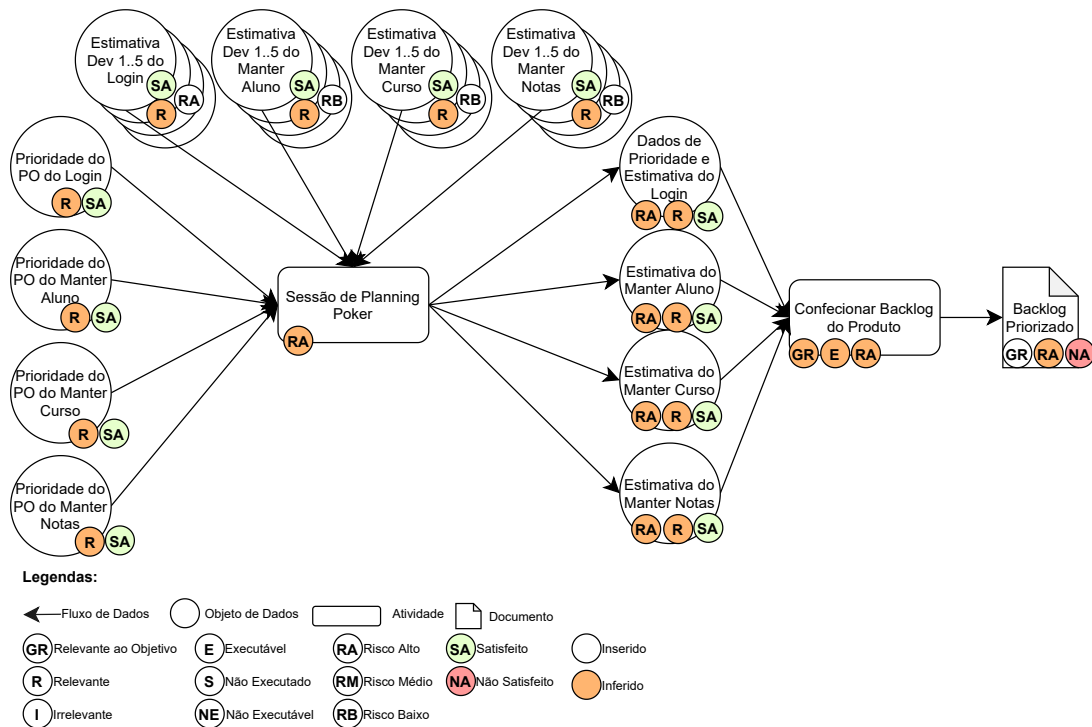 Estimativa
Dev 1..5 do
Login
SA
RA
R
Estimativa
Dev 1..5 do
Manter
Aluno
SA
RB
R
Estimativa
Dev 1..5 do
Manter
Curso
SA
RB
R
Estimativa
Dev 1..5 do
Manter
Notas
SA
RB
R
Prioridade do
PO do Login
R SA
Prioridade do
PO do Manter
Aluno
R SA
Prioridade do
PO do Manter
Curso
R SA
Prioridade do
PO do Manter
Notas
R SA
Sessão de Planning
Poker
RA
Dados de
Prioridade e
Estimativa do
Login
RA R SA
Estimativa do
Manter Aluno
RA R SA
Estimativa do
Manter Curso
RA R SA
Estimativa do
Manter Notas
RA R SA
Confecionar Backlog
do Produto
GR E RA
Backlog
Priorizado
GR RA NA
Legendas:
Fluxo de Dados Objeto de Dados Atividade Documento
GR Relevante ao Objetivo E Executável RA Risco Alto SA Satisfeito Inserido
R Relevante S Não Executado RM Risco Médio NA Não Satisfeito Inferido
I Irrelevante NE Não Executável RB Risco Baixo